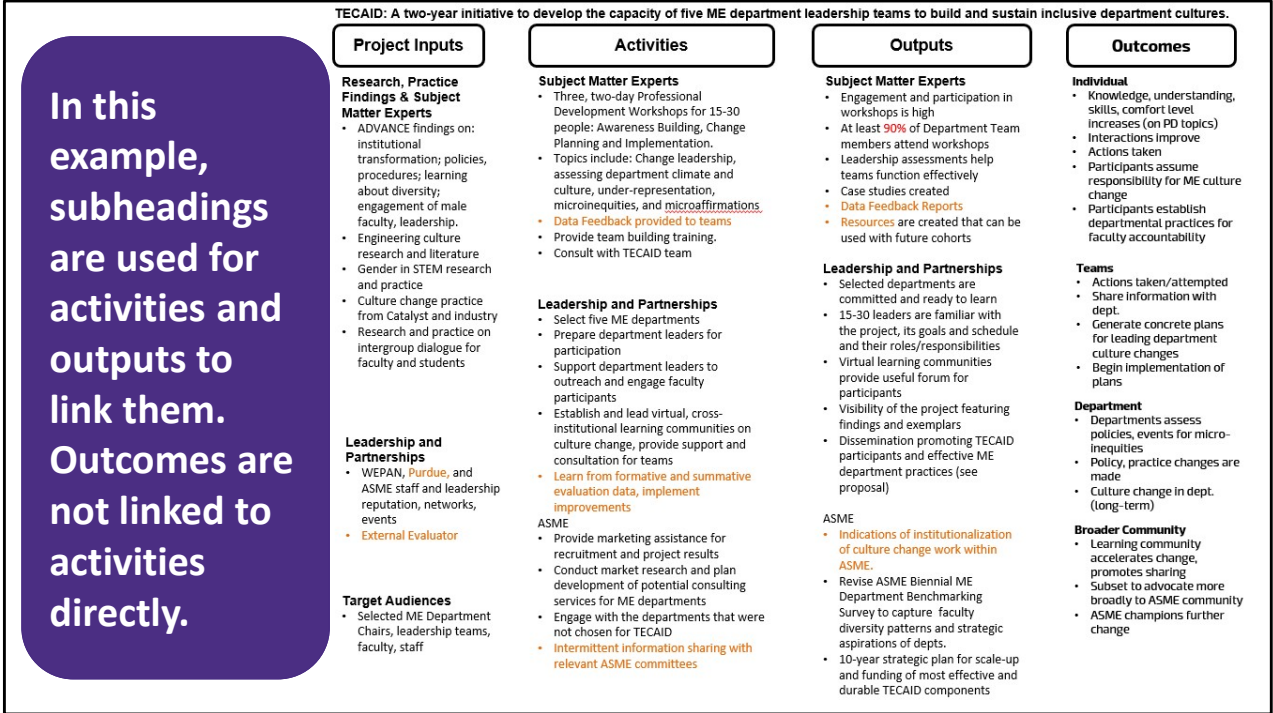 TECAID: A two-year initiative to develop the capacity of five ME department leadership teams to build and sustain inclusive department cultures.
In this
example,
subheadings
are used for
activities and
outputs to
link them.
Outcomes are
not linked to
activities
directly.
Project Inputs
Research, Practice
Findings & Subject
Matter Experts
• ADVANCE findings on:
institutional
transformation; policies,
procedures; learning
about diversity;
engagement of male
faculty, leadership.
• Engineering culture
research and literature
• Gender in STEM research
and practice
• Culture change practice
from Catalyst and industry
• Research and practice on
intergroup dialogue for
faculty and students
Leadership and
Partnerships
• WEPAN, Purdue, and
ASME staff and leadership
reputation, networks,
events
• External Evaluator
Target Audiences
• Selected ME Department
Chairs, leadership teams,
faculty, staff
Activities
Subject Matter Experts
• Three, two-day Professional
Development Workshops for 15-30
people: Awareness Building, Change
Planning and Implementation.
• Topics include: Change leadership,
assessing department climate and
culture, under-representation,
microinequities, and microaffirmations
• Data Feedback provided to teams
• Provide team building training.
• Consult with TECAID team
Leadership and Partnerships
• Select five ME departments
• Prepare department leaders for
participation
• Support department leaders to
outreach and engage faculty
participants
• Establish and lead virtual, cross-
institutional learning communities on
culture change, provide support and
consultation for teams
• Learn from formative and summative
evaluation data, implement
improvements
ASME
• Provide marketing assistance for
recruitment and project results
• Conduct market research and plan
development of potential consulting
services for ME departments
• Engage with the departments that were
not chosen for TECAID
• Intermittent information sharing with
relevant ASME committees
Outputs
Subject Matter Experts
• Engagement and participation in
workshops is high
• At least 90% of Department Team
members attend workshops
• Leadership assessments help
teams function effectively
• Case studies created
• Data Feedback Reports
• Resources are created that can be
used with future cohorts
Leadership and Partnerships
• Selected departments are
committed and ready to learn
• 15-30 leaders are familiar with
the project, its goals and schedule
and their roles/responsibilities
• Virtual learning communities
provide useful forum for
participants
• Visibility of the project featuring
findings and exemplars
• Dissemination promoting TECAID
participants and effective ME
department practices (see
proposal)
ASME
• Indications of institutionalization
of culture change work within
ASME.
• Revise ASME Biennial ME
Department Benchmarking
Survey to capture faculty
diversity patterns and strategic
aspirations of depts.
• 10-year strategic plan for scale-up
and funding of most effective and
durable TECAID components
Outcomes
Individual
• Knowledge, understanding,
skills, comfort level
increases (on PD topics)
• Interactions improve
• Actions taken
• Participants assume
responsibility for ME culture
change
• Participants establish
departmental practices for
faculty accountability
Teams
• Actions taken/attempted
• Share information with
dept.
• Generate concrete plans
for leading department
culture changes
• Begin implementation of
plans
Department
• Departments assess
policies, events for micro-
inequities
• Policy, practice changes are
made
• Culture change in dept.
(long-term)
Broader Community
• Learning community
accelerates change,
promotes sharing
• Subset to advocate more
broadly to ASME community
• ASME champions further
change